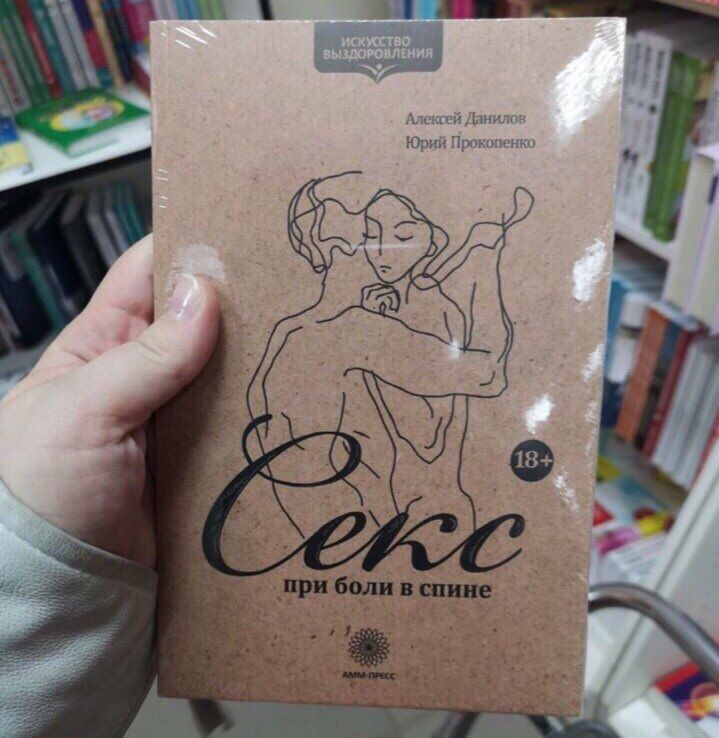 ИСКУССТВО
ВЫЗДОРОВЛЕНИЯ
Алексей Данилов
Юрий Прокопенко
18+
Секс
при боли в спине
АММ-ПРЕСС